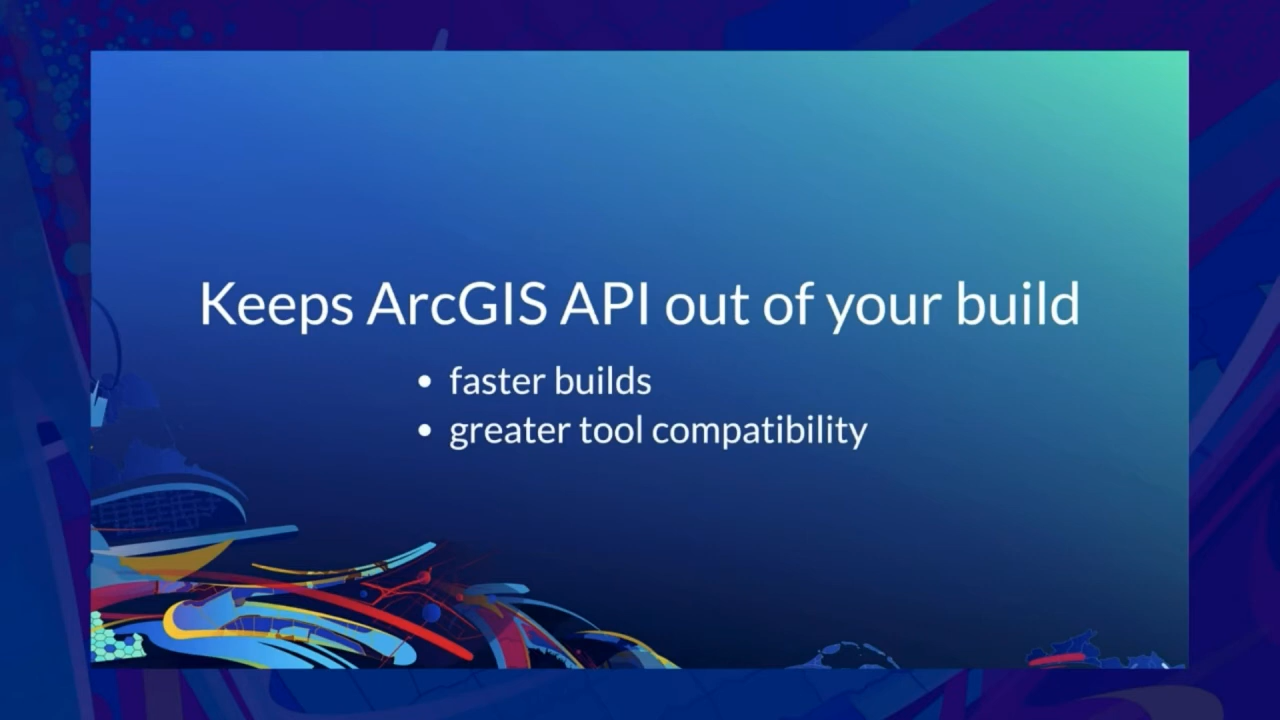 Keeps ArcGIS API out of your build
• faster builds
• greater tool compatibility